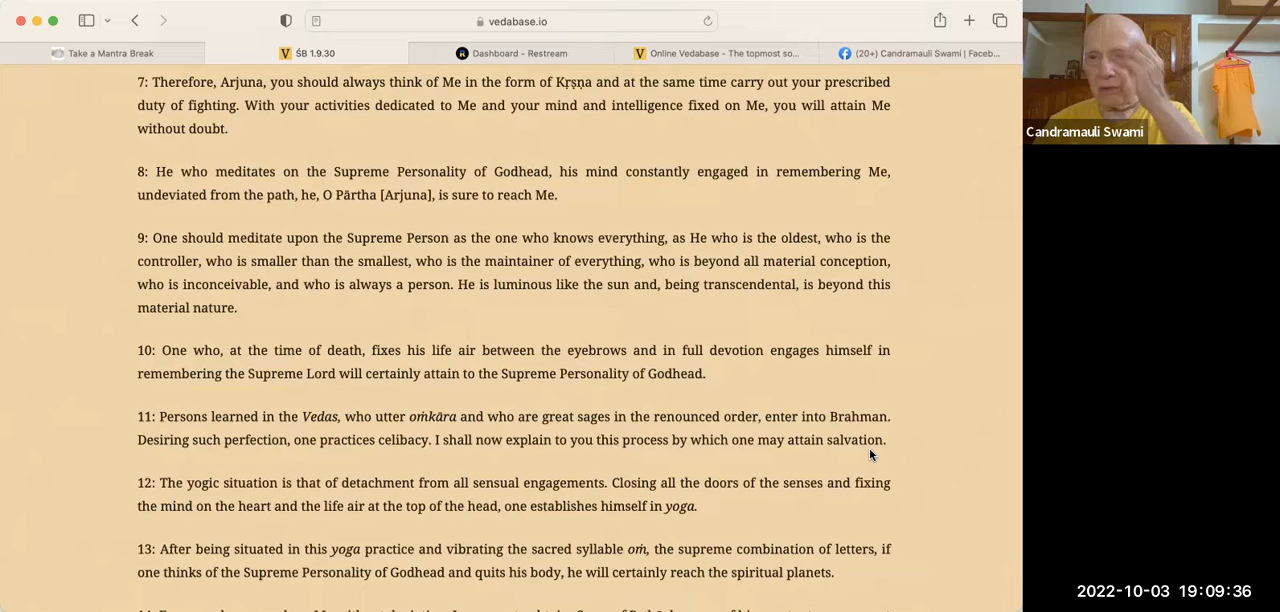 vedabase.io
Take a Mantra Break
ŚB 1.9.30
Dashboard - Restream
Online Vedabase - The topmost so...
(20+) Candramauli Swami | Faceb...
7: Therefore, Arjuna, you should always think of Me in the form of Kṛṣṇa and at the same time carry out your prescribed
duty of fighting. With your activities dedicated to Me and your mind and intelligence fixed on Me, you will attain Me
without doubt.
8: He who meditates on the Supreme Personality of Godhead, his mind constantly engaged in remembering Me,
undeviated from the path, he, O Pārtha [Arjuna], is sure to reach Me.
9: One should meditate upon the Supreme Person as the one who knows everything, as He who is the oldest, who is the
controller, who is smaller than the smallest, who is the maintainer of everything, who is beyond all material conception,
who is inconceivable, and who is always a person. He is luminous like the sun and, being transcendental, is beyond this
material nature.
10: One who, at the time of death, fixes his life air between the eyebrows and in full devotion engages himself in
remembering the Supreme Lord will certainly attain to the Supreme Personality of Godhead.
11: Persons learned in the Vedas, who utter oṁkāra and who are great sages in the renounced order, enter into Brahman.
Desiring such perfection, one practices celibacy. I shall now explain to you this process by which one may attain salvation.
12: The yogic situation is that of detachment from all sensual engagements. Closing all the doors of the senses and fixing
the mind on the heart and the life air at the top of the head, one establishes himself in yoga.
13: After being situated in this yoga practice and vibrating the sacred syllable oṁ, the supreme combination of letters, if
one thinks of the Supreme Personality of Godhead and quits his body, he will certainly reach the spiritual planets.
Candramauli Swami
2022-10-03 19:09:36